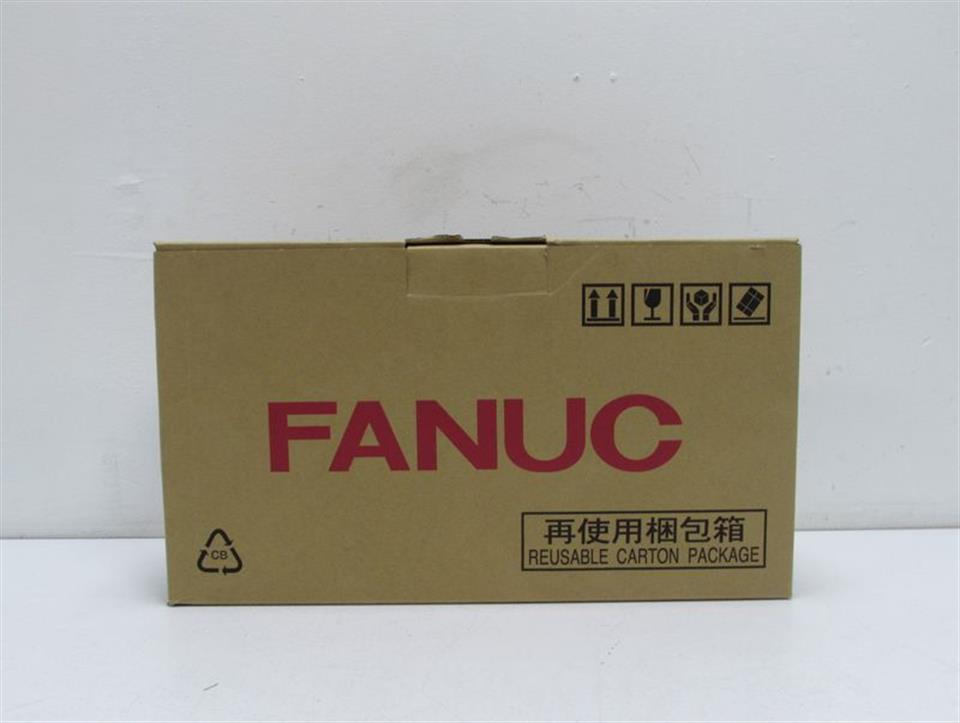 FANUC
再使用梱包箱
REUSABLE CARTON PACKAGE
CB